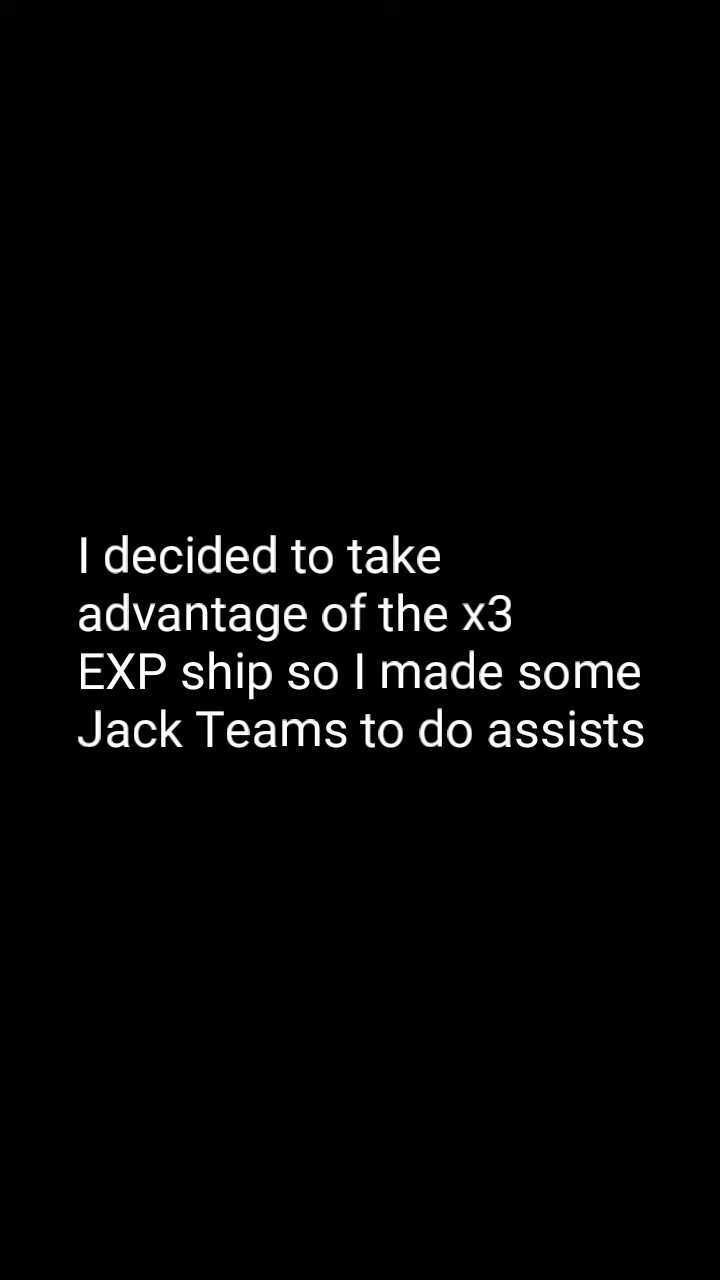 I decided to take
advantage of the x3
EXP ship so I made some
Jack Teams to do assists